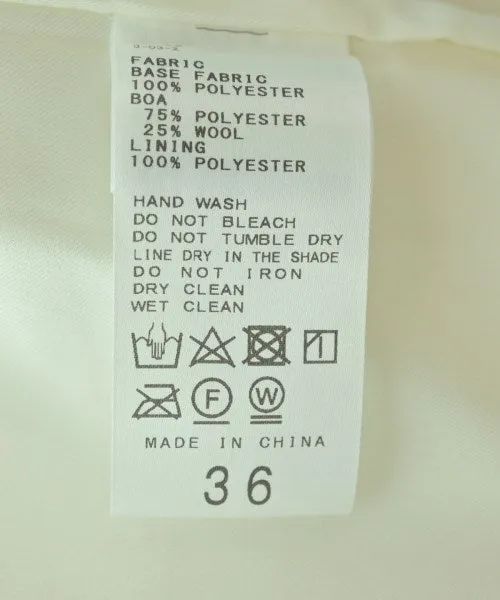 FABRIC
BASE FABRIC
100% POLYESTER
BOA
75% POLYESTER
25% WOOL
LINING
100% POLYESTER
HAND WASH
DO NOT BLEACH
DO NOT TUMBLE DRY
LINE DRY IN THE SHADE
DO NOT IRON
DRY CLEAN
WET CLEAN
F W
MADE IN CHINA
36